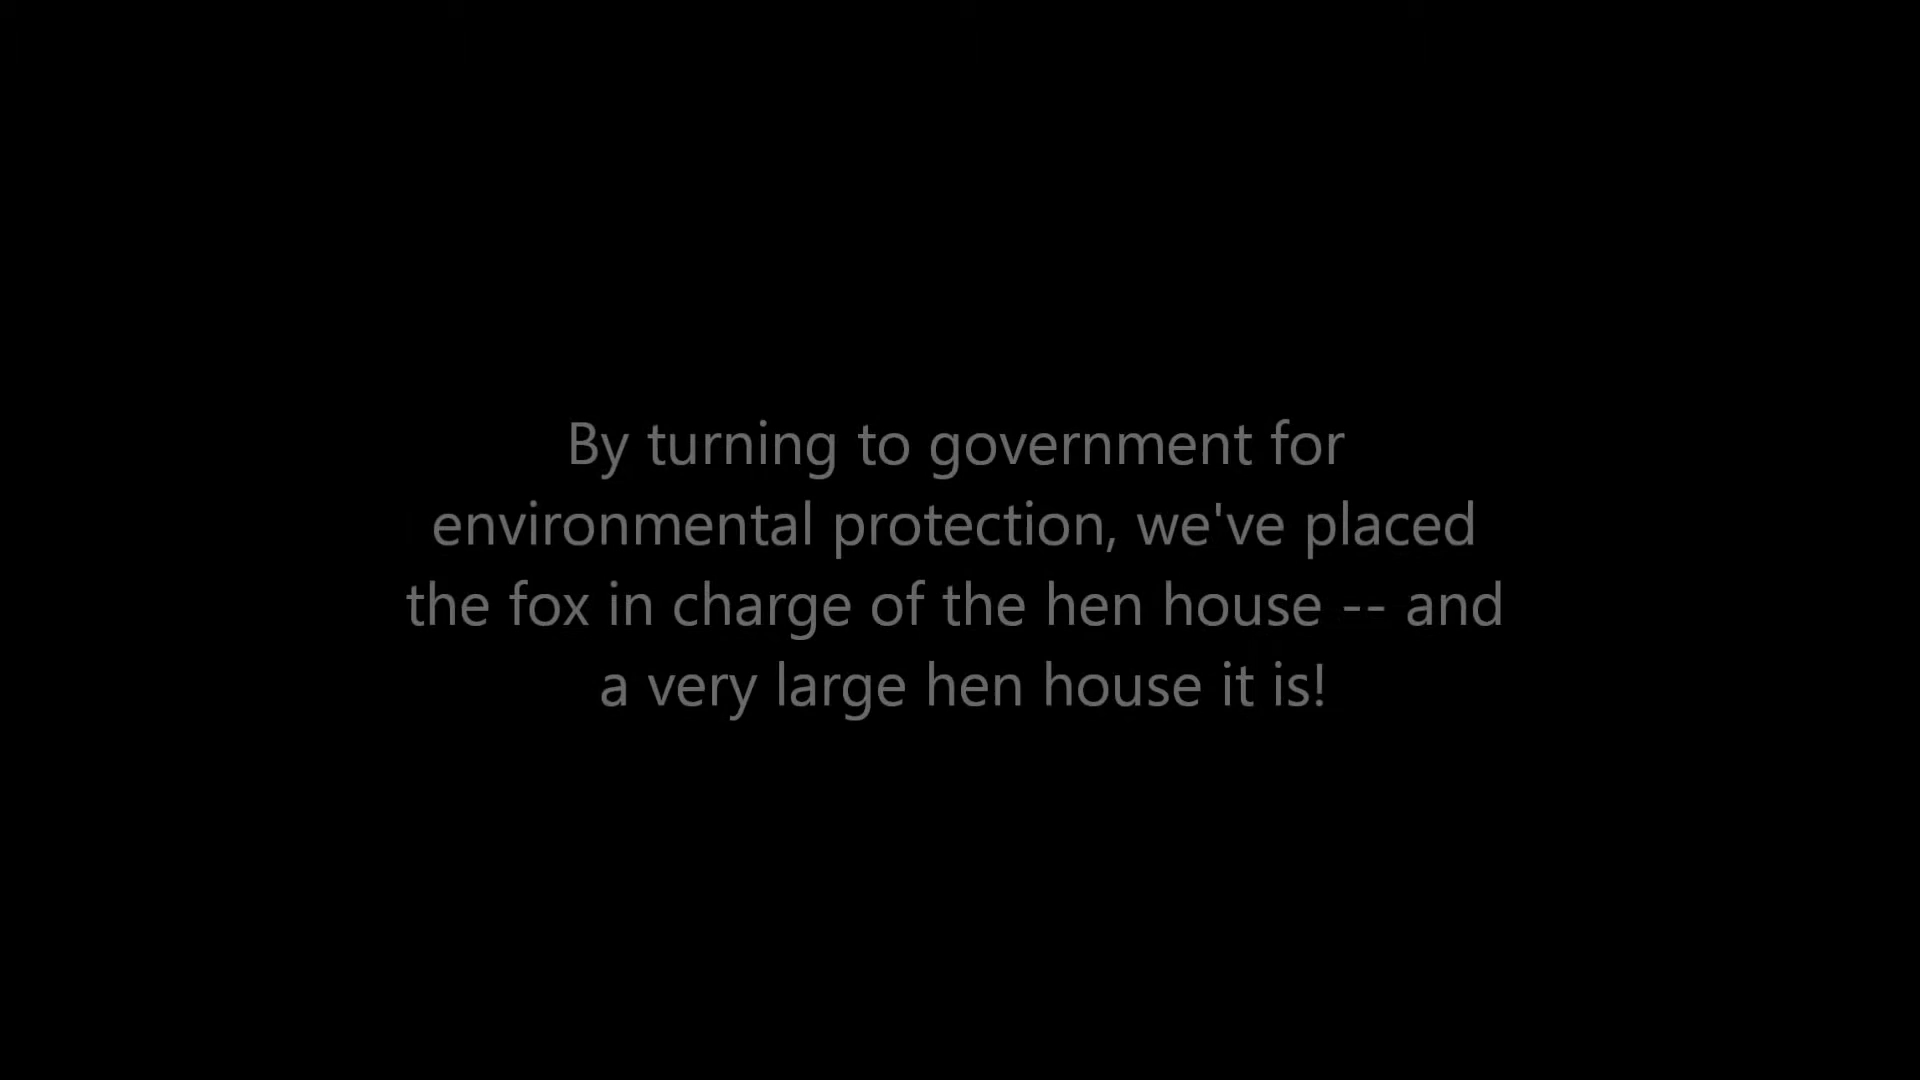 By turning to government for
environmental protection, we've placed
the fox in charge of the hen house -- and
a very large hen house it is!